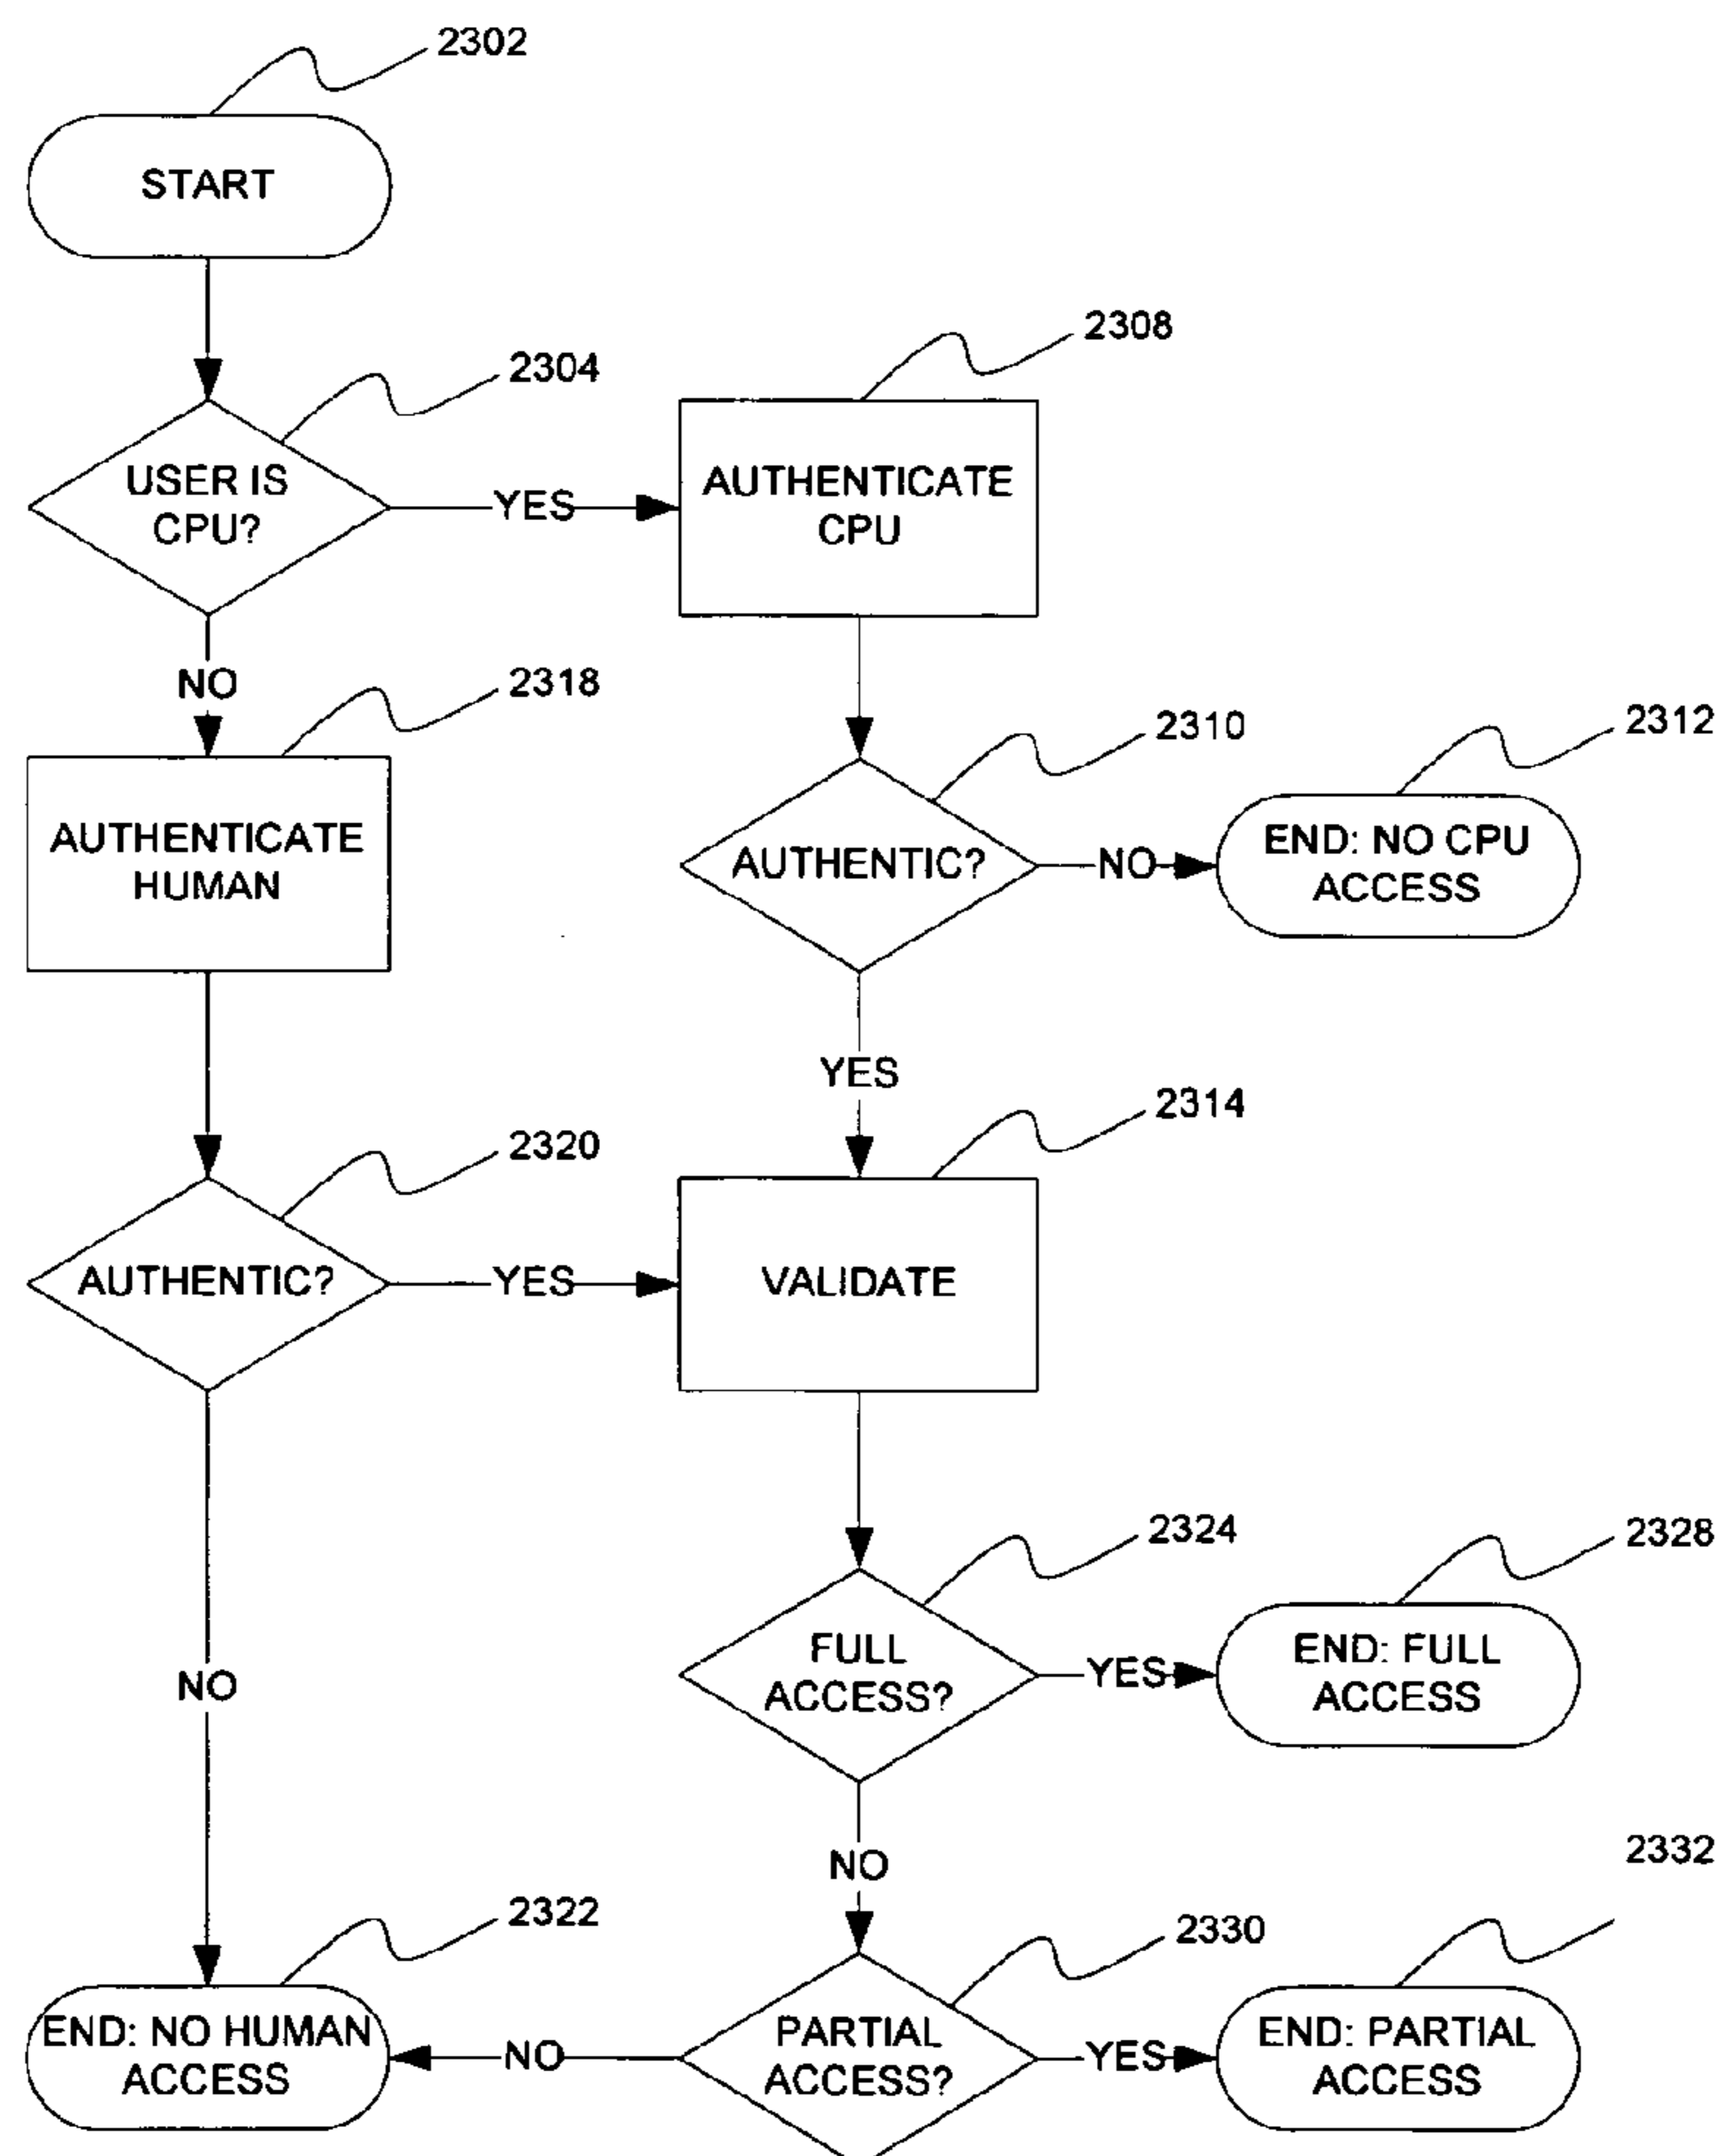 2302
START
2304
USER IS
CPU?
YES
2308
AUTHENTICATE
CPU
NO
2318
AUTHENTICATE
HUMAN
2310
AUTHENTIC?
NO
2312
END: NO CPU
ACCESS
YES
2314
2320
AUTHENTIC?
YES
VALIDATE
NO
2324
FULL
ACCESS?
YES
2328
END: FULL
ACCESS
NO
2322
END: NO HUMAN
ACCESS
NO
2330
PARTIAL
ACCESS?
YES
2332
END: PARTIAL
ACCESS